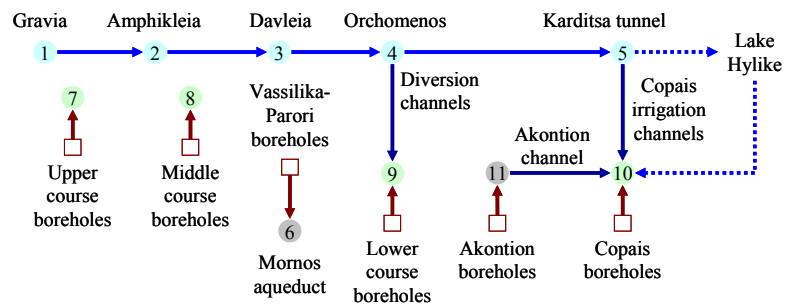 Gravia
Amphikleia
Davleia
Orchomenos
Karditsa tunnel
1
2
3
4
5
Lake
Hylike
Diversion
channels
Copais
irrigation
channels
7
8
Vassilika-
Parori
boreholes
Akontion
channel
Upper
course
boreholes
Middle
course
boreholes
9
11
10
6
Mornos
aqueduct
Lower
course
boreholes
Akontion
boreholes
Copais
boreholes